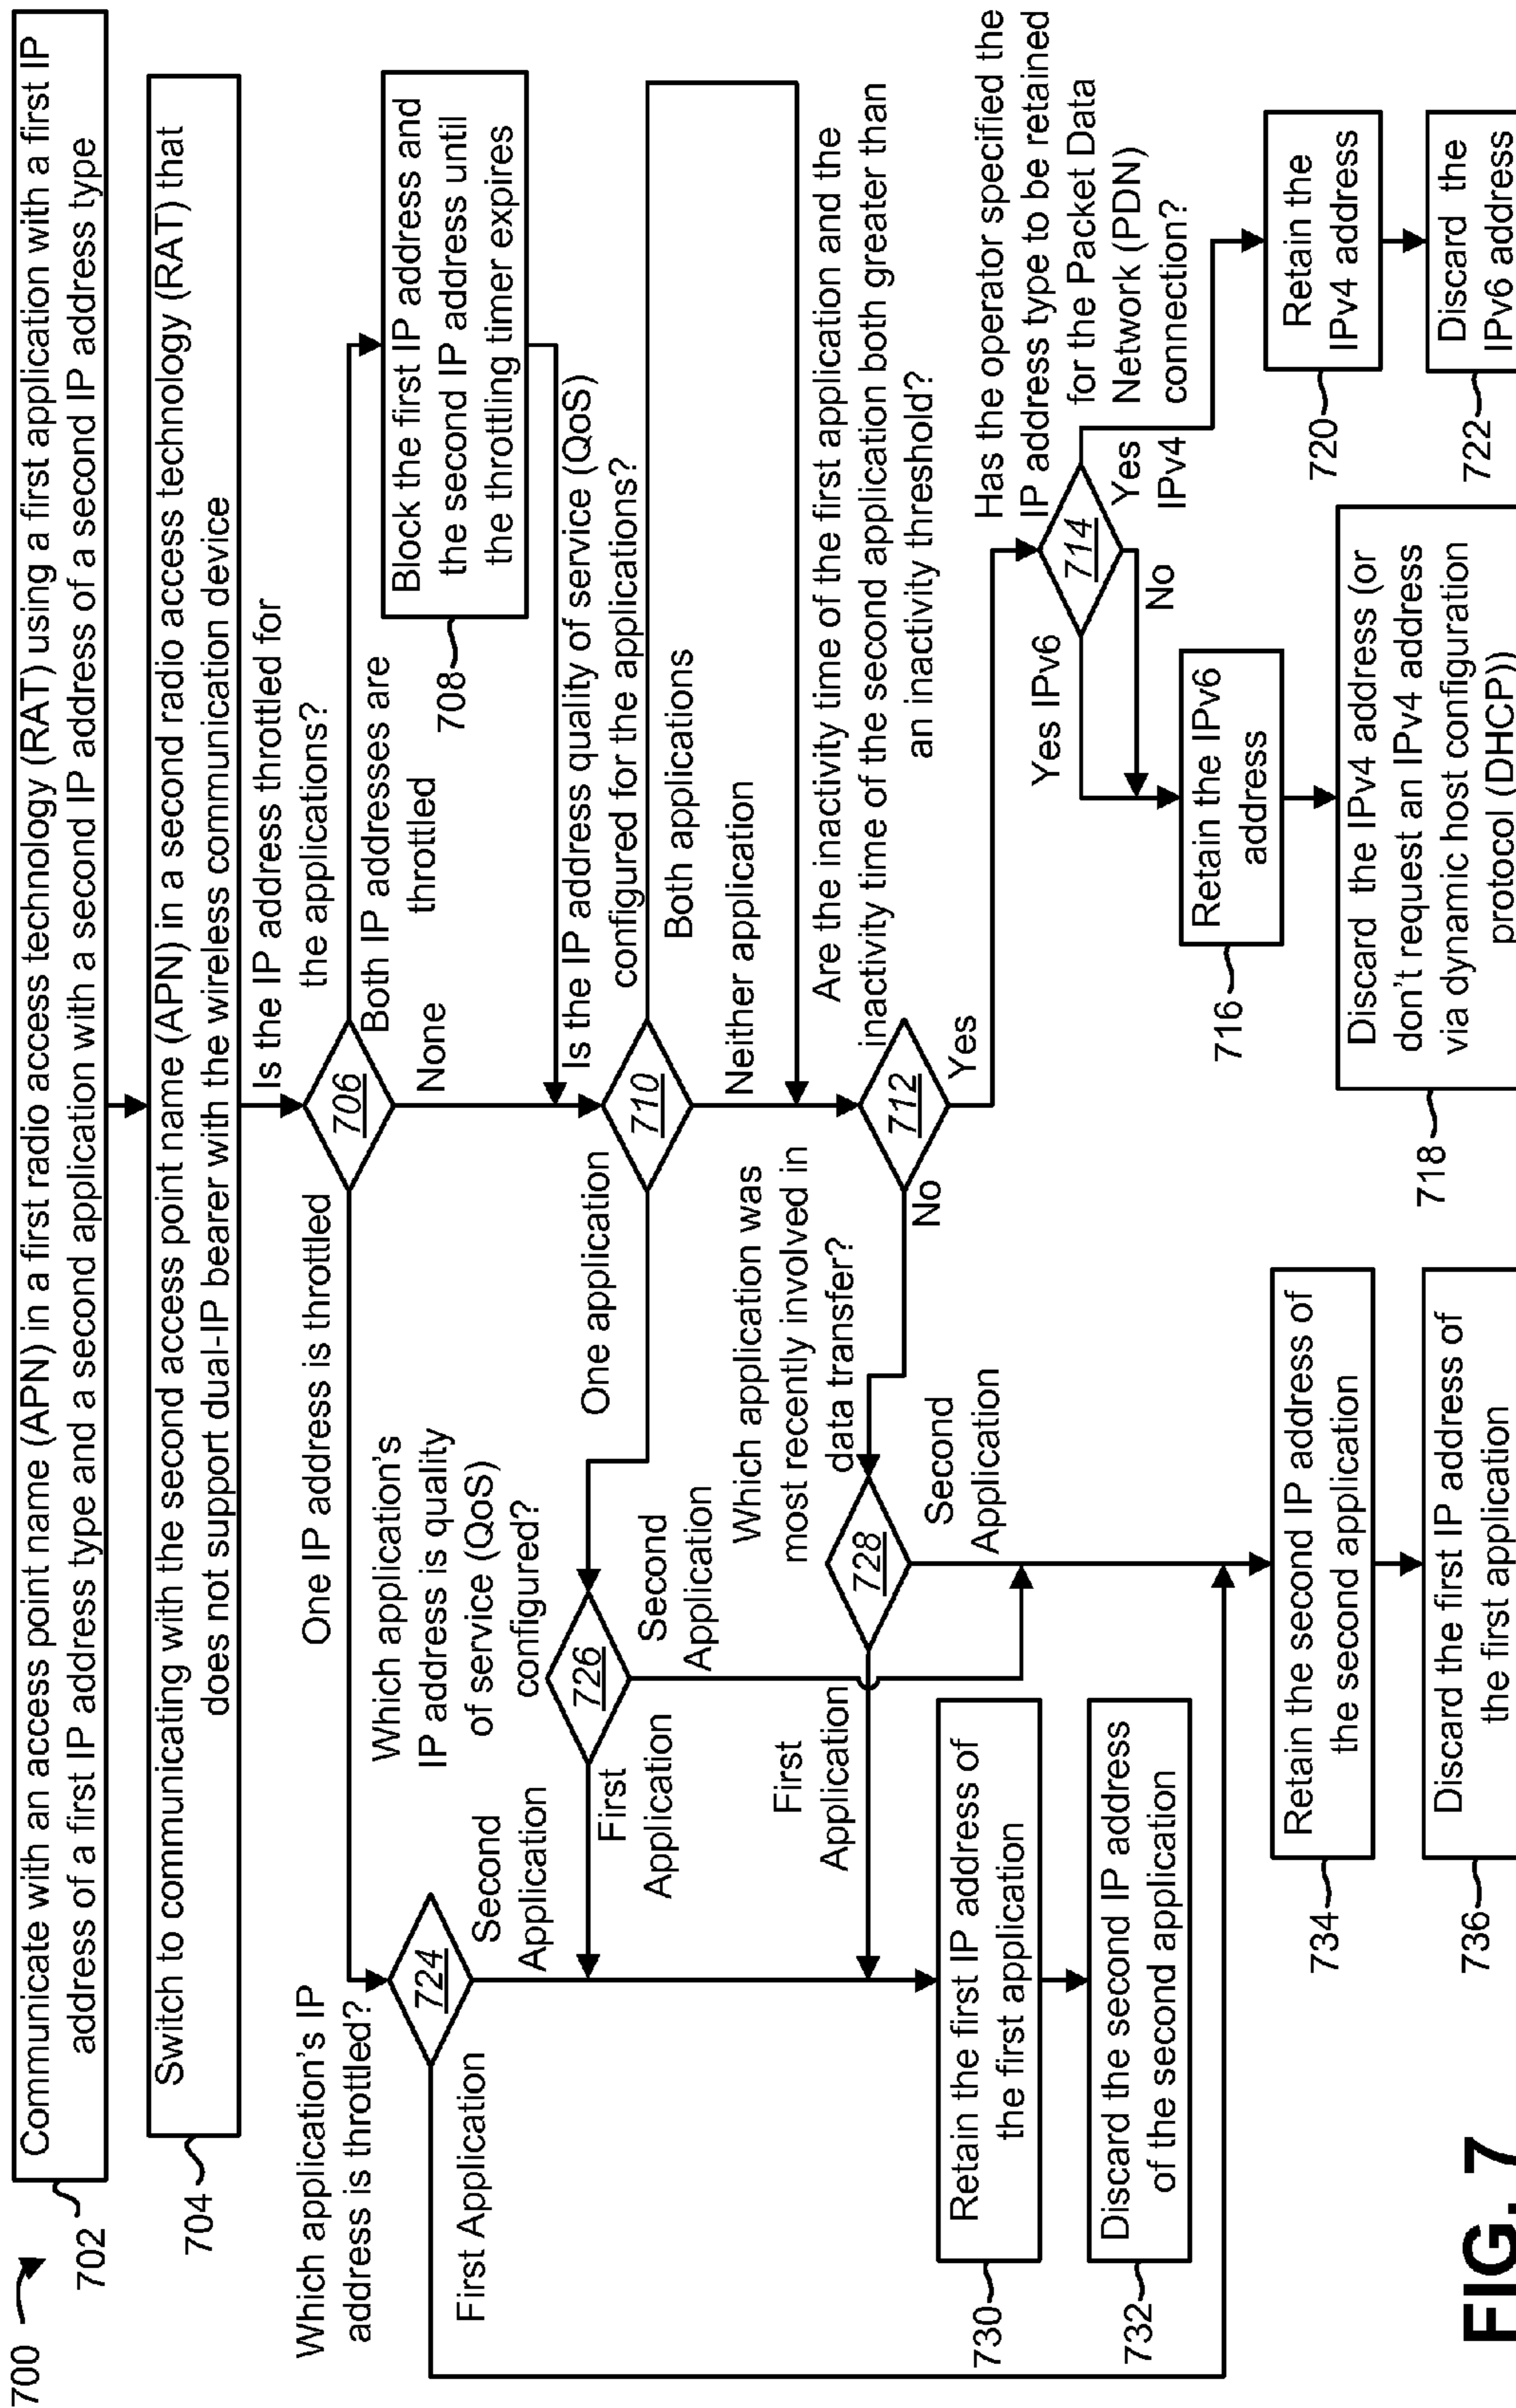 700
702
Communicate with an access point name (APN) in a first radio access technology (RAT) using a first application with a first IP
address of a first IP address type and a second application with a second IP address of a second IP address type
704
Switch to communicating with the second access point name (APN) in a second radio access technology (RAT) that
does not support dual-IP bearer with the wireless communication device
Is the IP address throttled for
the applications?
706
One IP address is throttled
Both IP addresses are
throttled
None
708
Block the first IP address and
the second IP address until
the throttling timer expires
Is the IP address quality of service (QoS)
configured for the applications?
710
One application
Both applications
Neither application
Are the inactivity time of the first application and the
inactivity time of the second application both greater than
an inactivity threshold?
712
Yes
No
Has the operator specified the
IP address type to be retained
for the Packet Data
Network (PDN)
connection?
714
Yes IPv6
No
Yes
IPv4
716
Retain the IPv6
address
718
Discard the IPv4 address (or
don't request an IPv4 address
via dynamic host configuration
protocol (DHCP))
720
Retain the
IPv4 address
722
Discard the
IPv6 address
Which application's IP
address is throttled?
724
First Application
Second
Application
Which application's
IP address is quality
of service (QoS)
configured?
726
First
Application
Second
Application
Which application was
most recently involved in
data transfer?
728
First
Application
Second
Application
730
Retain the first IP address of
the first application
732
Discard the second IP address
of the second application
734
Retain the second IP address of
the second application
736
Discard the first IP address of
the first application
FIG. 7